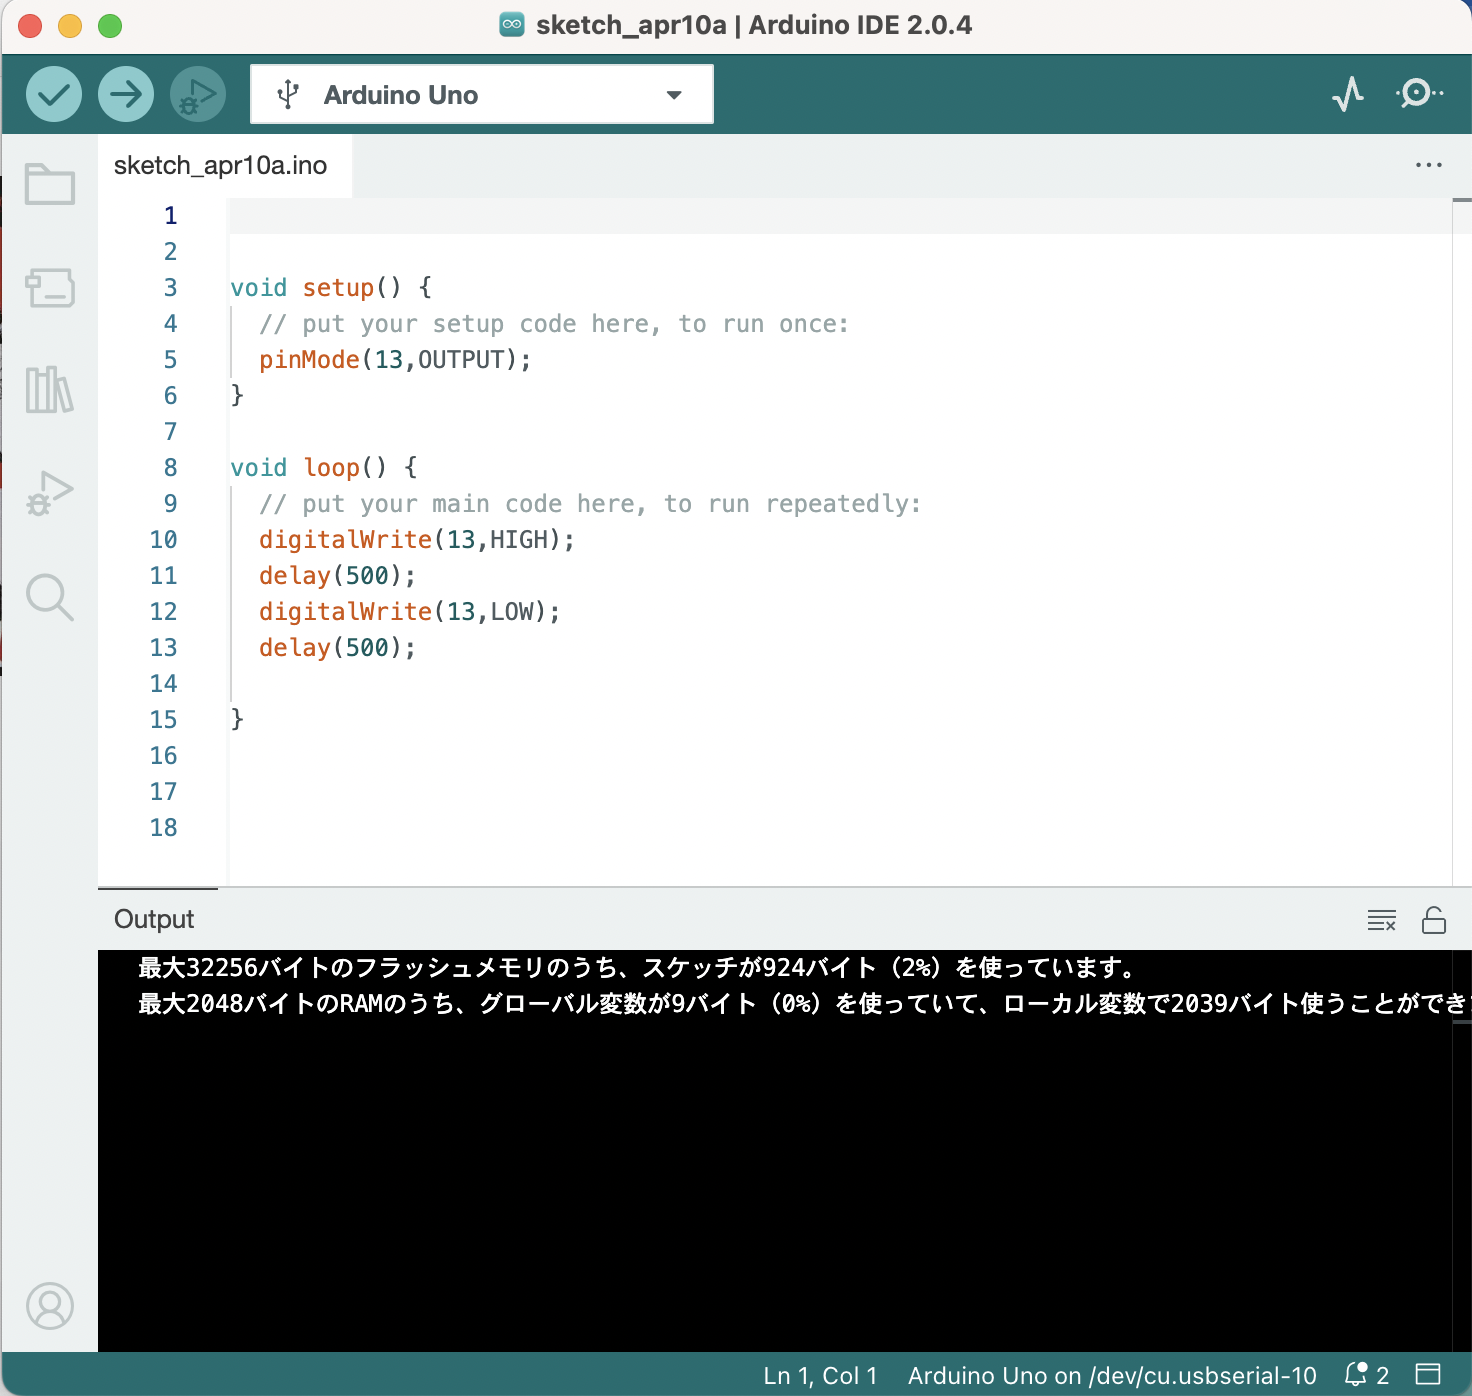 sketch_apr10a | Arduino IDE 2.0.4
Arduino Uno
sketch_apr10a.ino
1
2
3 void setup() {
4 // put your setup code here, to run once:
5 pinMode(13,OUTPUT);
6 }
7
8 void loop() {
9 // put your main code here, to run repeatedly:
10 digitalWrite(13,HIGH);
11 delay(500);
12 digitalWrite(13,LOW);
13 delay(500);
14
15 }
16
17
18
Output
最大32256バイトのフラッシュメモリのうち、スケッチが924バイト（2%）を使っています。
最大2048バイトのRAMのうち、グローバル変数が9バイト（0%）を使っていて、ローカル変数で2039バイト使うことができ
Ln 1, Col 1 Arduino Uno on /dev/cu.usbserial-10 2